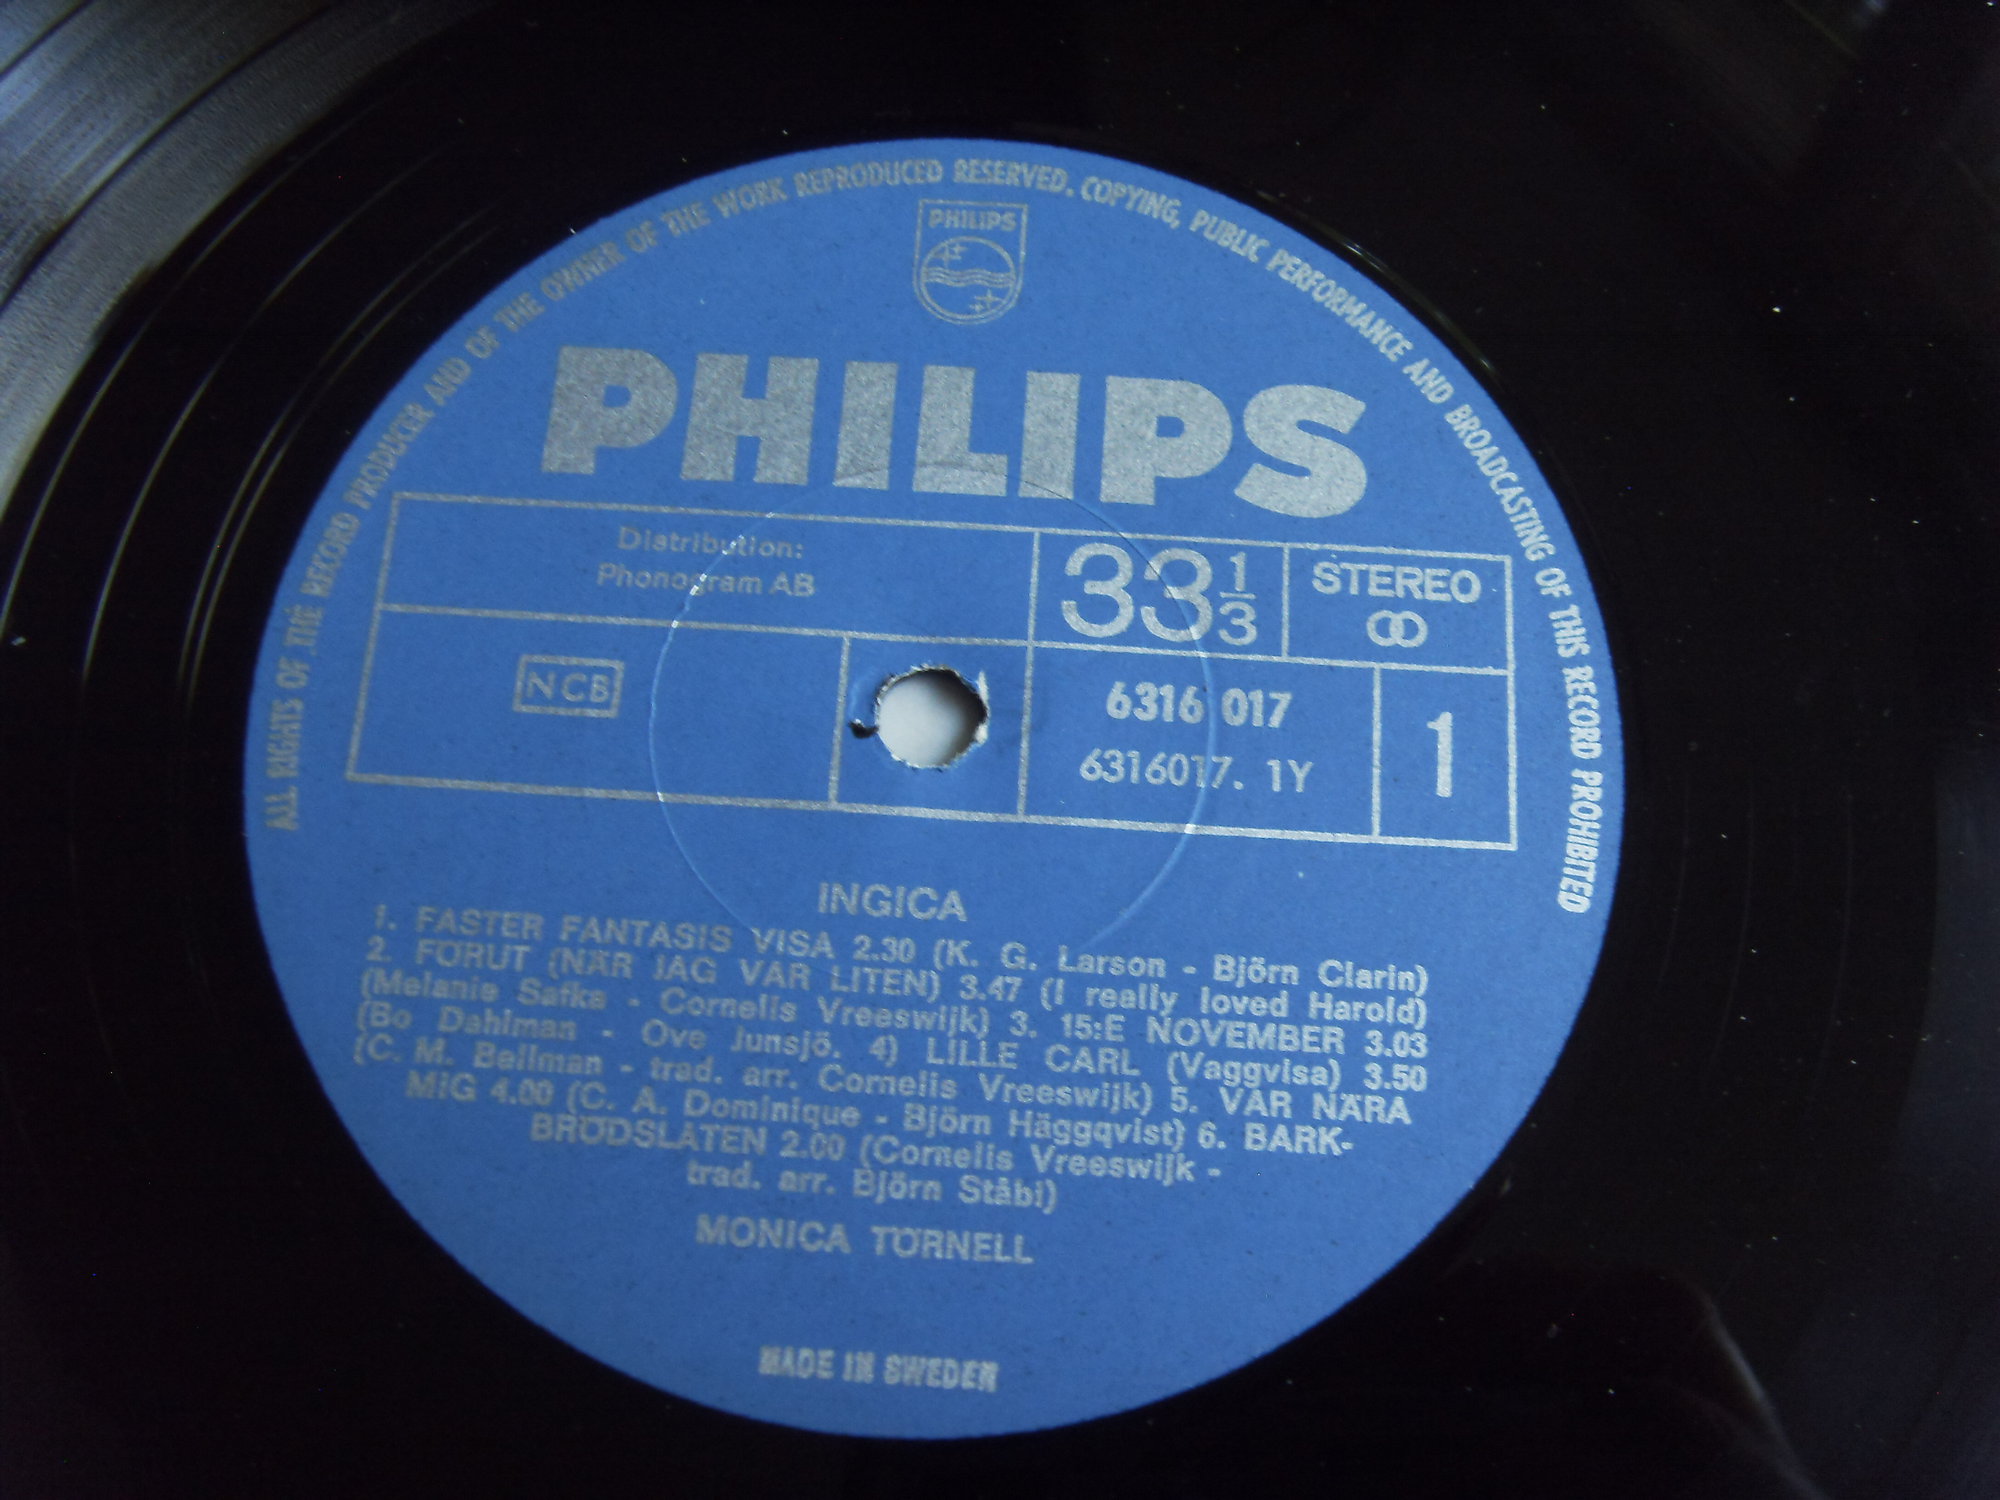 ALL RIGHTS OF THE RECORD PRODUCER AND OF THE OWNER OF THE WORK REPRODUCED RESERVED. COPYING, PUBLIC PERFORMANCE AND BROADCASTING OF THIS RECORD PROHIBITED
PHILIPS
PHILIPS
Distribution:
Phonogram AB
33 1/3
STEREO
NCB
6316 017
6316017. 1Y
1
INGICA
1. FASTER FANTASIS VISA 2.30 (K. G. Larson - Björn Clarin)
2. FÖRUT (NÄR JAG VAR LITEN) 3.47 (I really loved Harold)
(Melanie Safka - Cornelis Vreeswijk) 3. 15:E NOVEMBER 3.03
(Bo Dahlman - Ove Junsjö. 4) LILLE CARL (Vaggvisa) 3.50
(C. M. Bellman - trad. arr. Cornelis Vreeswijk) 5. VAR NÄRA
MIG 4.00 (C. A. Dominique - Björn Häggqvist) 6. BARK-
BRÖDSLÅTEN 2.00 (Cornelis Vreeswijk -
trad. arr. Björn Ståbi)
MONICA TÖRNELL
MADE IN SWEDEN